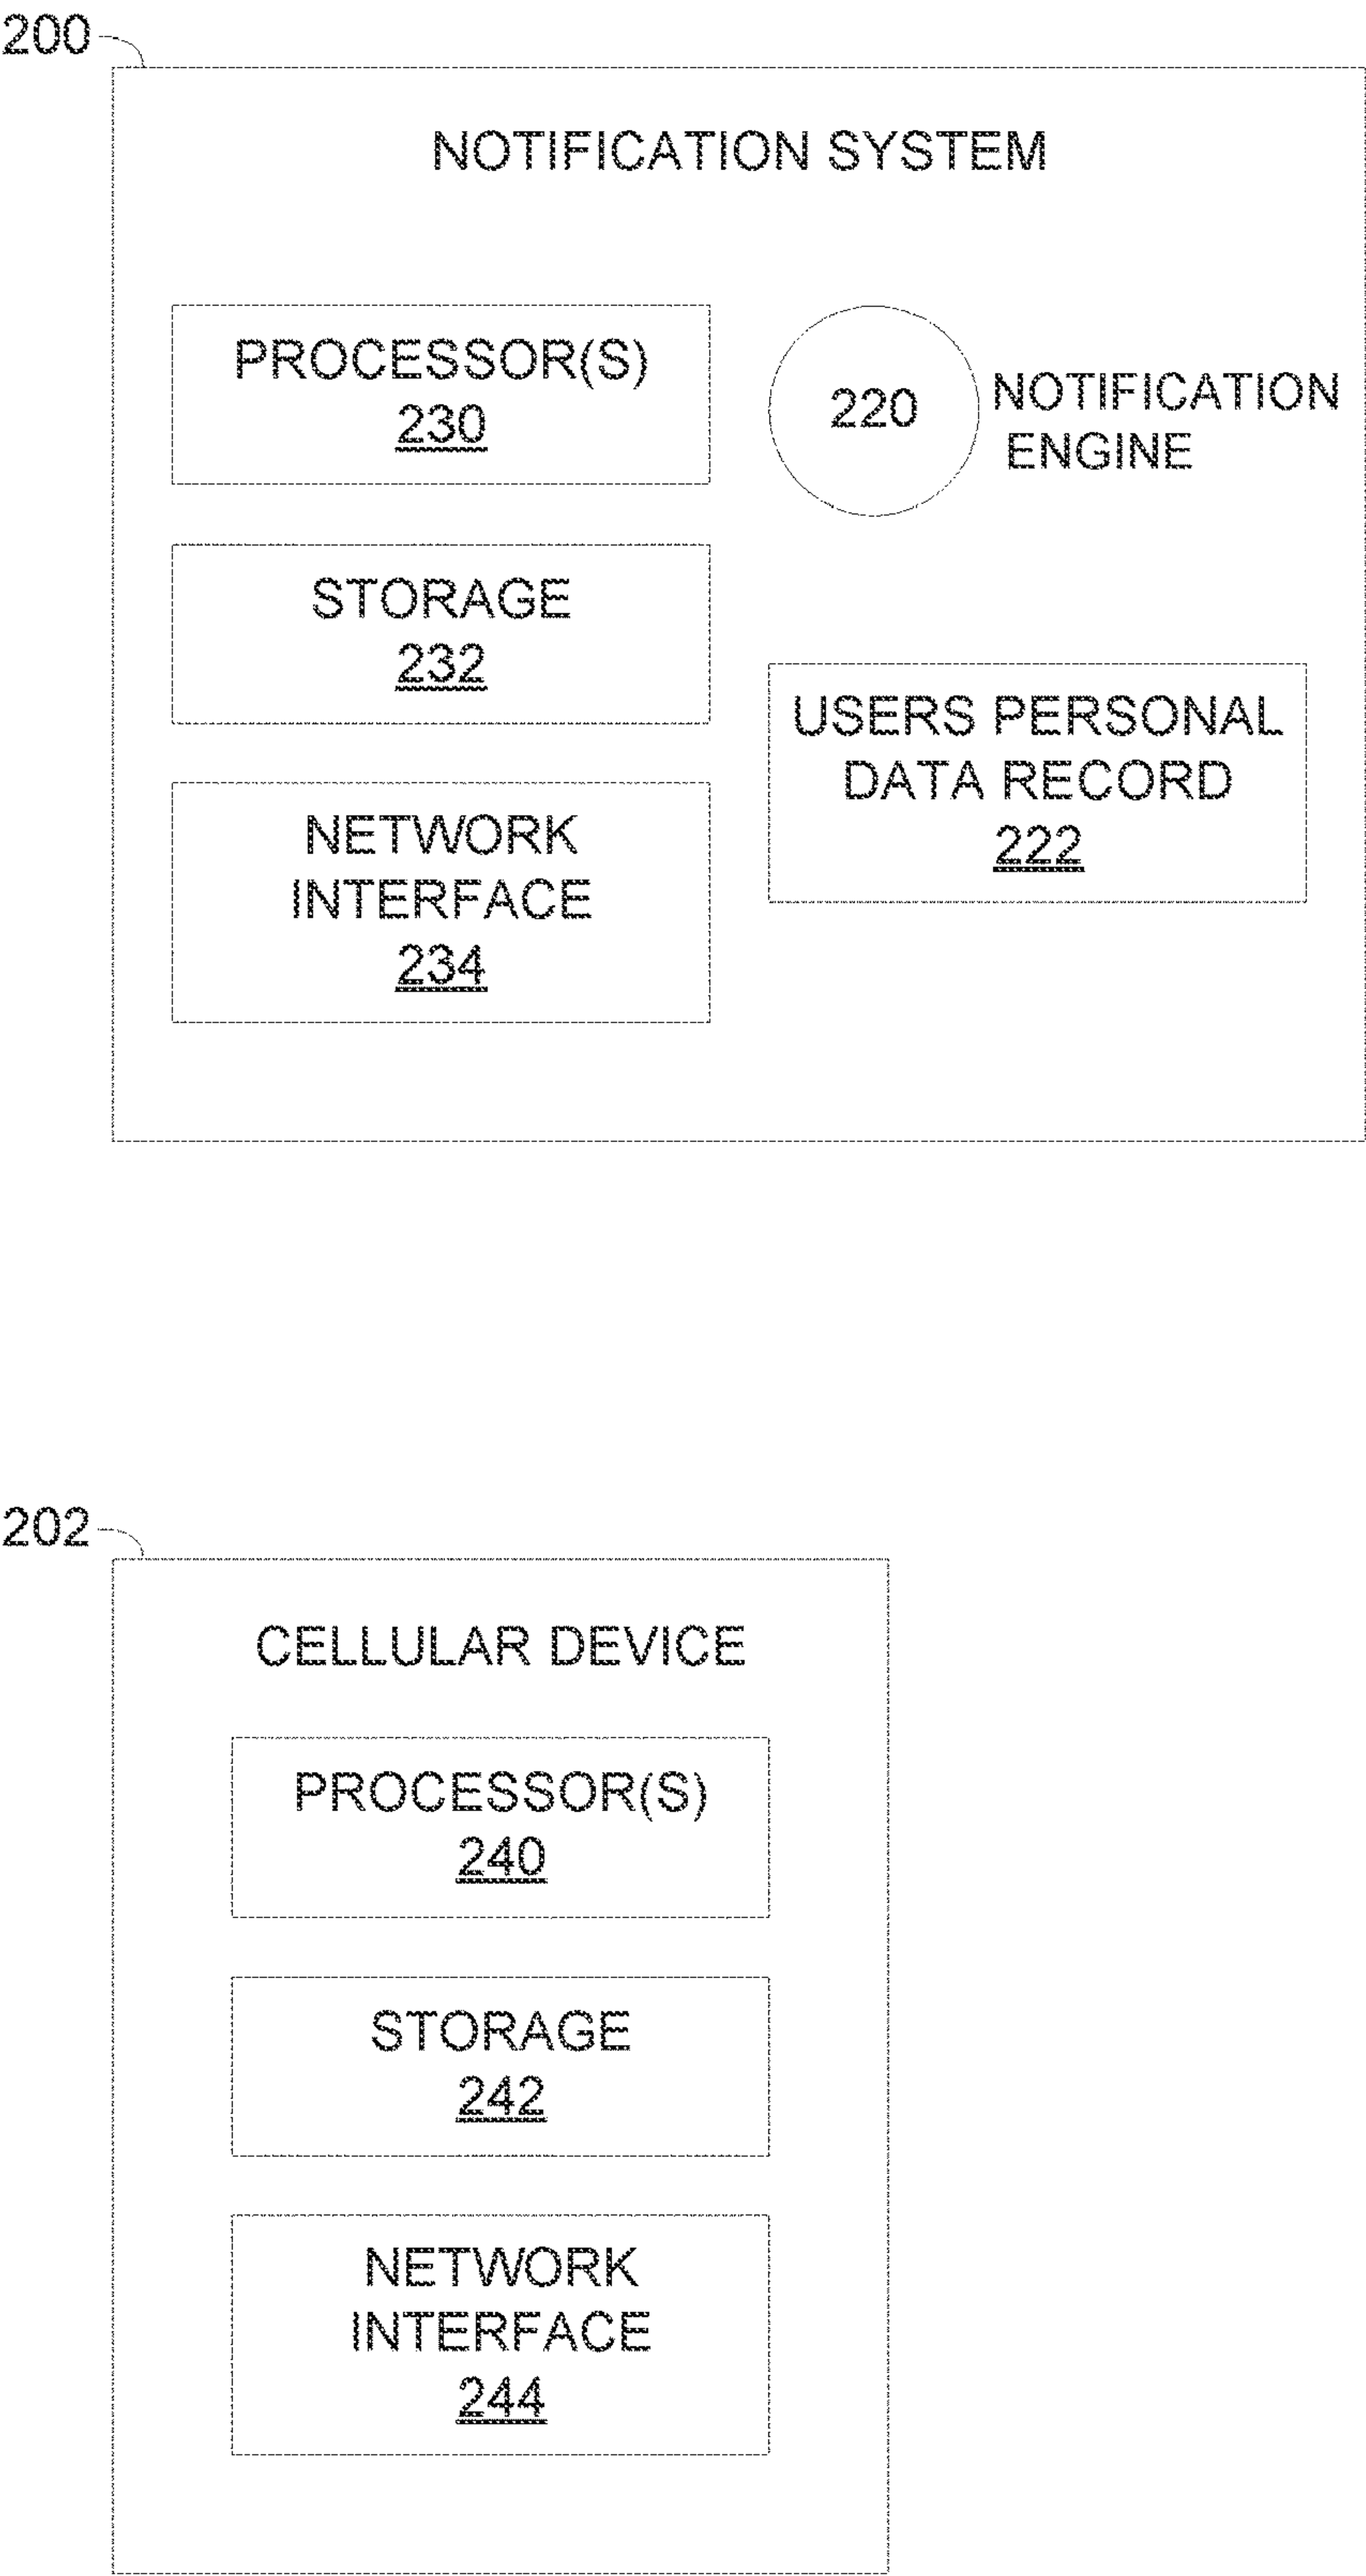 200
NOTIFICATION SYSTEM
PROCESSOR(S)
230
220
NOTIFICATION
ENGINE
STORAGE
232
USERS PERSONAL
DATA RECORD
222
NETWORK
INTERFACE
234
202
CELLULAR DEVICE
PROCESSOR(S)
240
STORAGE
242
NETWORK
INTERFACE
244